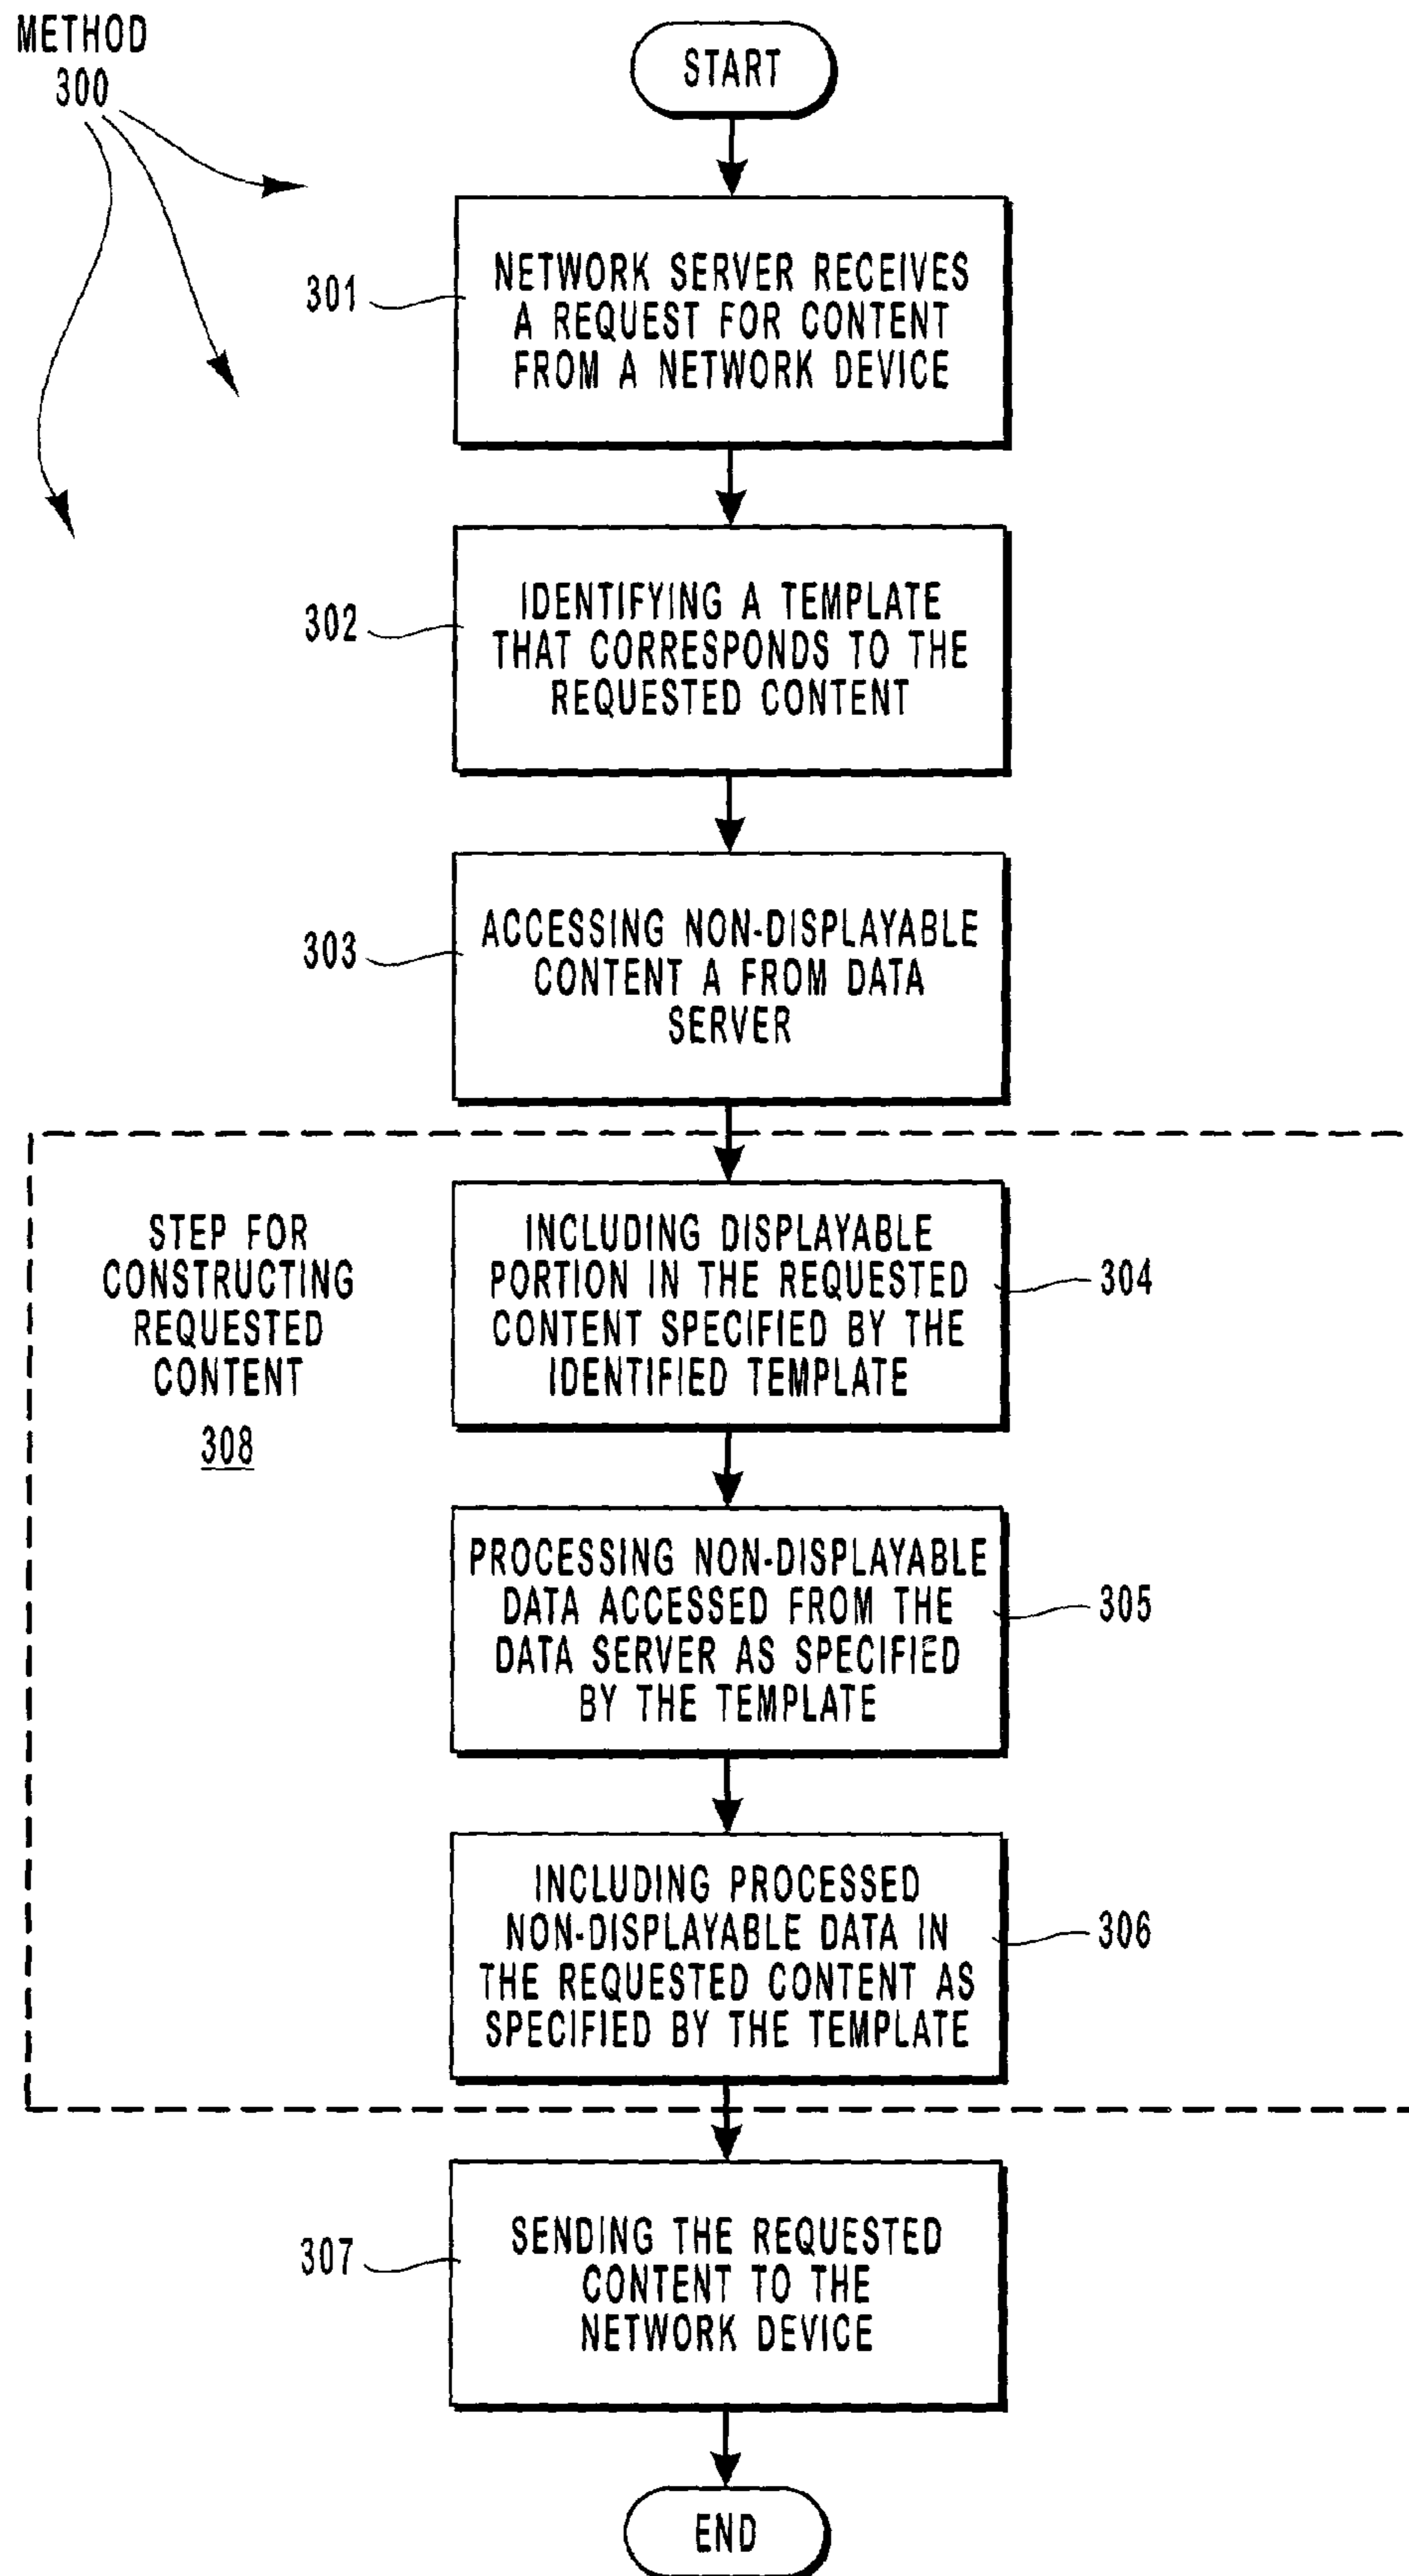 METHOD
300
START
301
NETWORK SERVER RECEIVES
A REQUEST FOR CONTENT
FROM A NETWORK DEVICE
302
IDENTIFYING A TEMPLATE
THAT CORRESPONDS TO THE
REQUESTED CONTENT
303
ACCESSING NON-DISPLAYABLE
CONTENT A FROM DATA
SERVER
STEP FOR
CONSTRUCTING
REQUESTED
CONTENT
308
INCLUDING DISPLAYABLE
PORTION IN THE REQUESTED
CONTENT SPECIFIED BY THE
IDENTIFIED TEMPLATE
304
PROCESSING NON-DISPLAYABLE
DATA ACCESSED FROM THE
DATA SERVER AS SPECIFIED
BY THE TEMPLATE
305
INCLUDING PROCESSED
NON-DISPLAYABLE DATA IN
THE REQUESTED CONTENT AS
SPECIFIED BY THE TEMPLATE
306
307
SENDING THE REQUESTED
CONTENT TO THE
NETWORK DEVICE
END